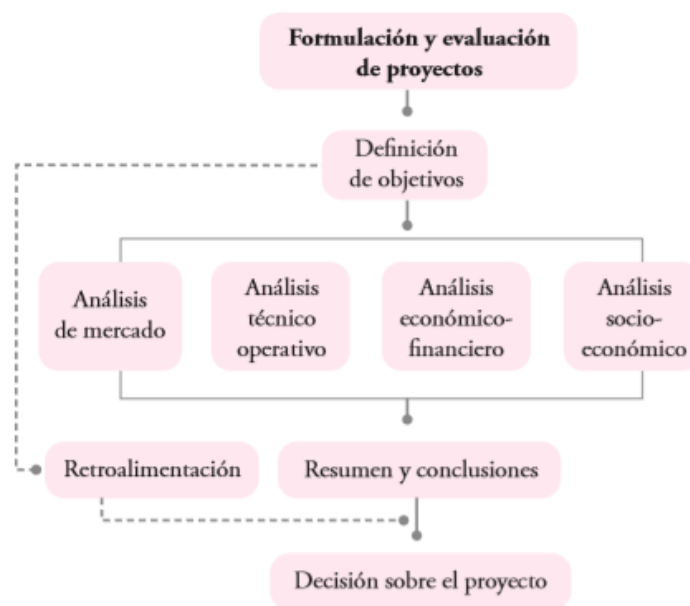 Formulación y evaluación
de proyectos
Definición
de objetivos
Análisis
de mercado
Análisis
técnico
operativo
Análisis
económico-
financiero
Análisis
socio-
económico
Retroalimentación
Resumen y conclusiones
Decisión sobre el proyecto